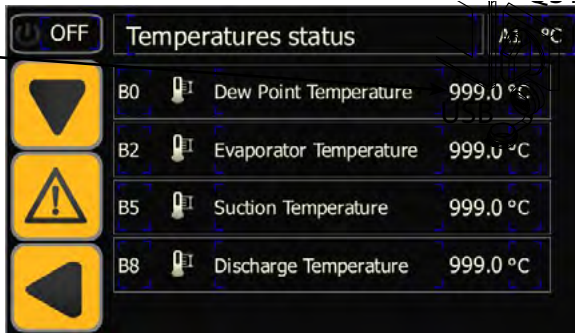 OFF Temperatures status °C
B0 Dew Point Temperature 999.0 °C
USB
B2 Evaporator Temperature 999.0 °C
B5 Suction Temperature 999.0 °C
B8 Discharge Temperature 999.0 °C